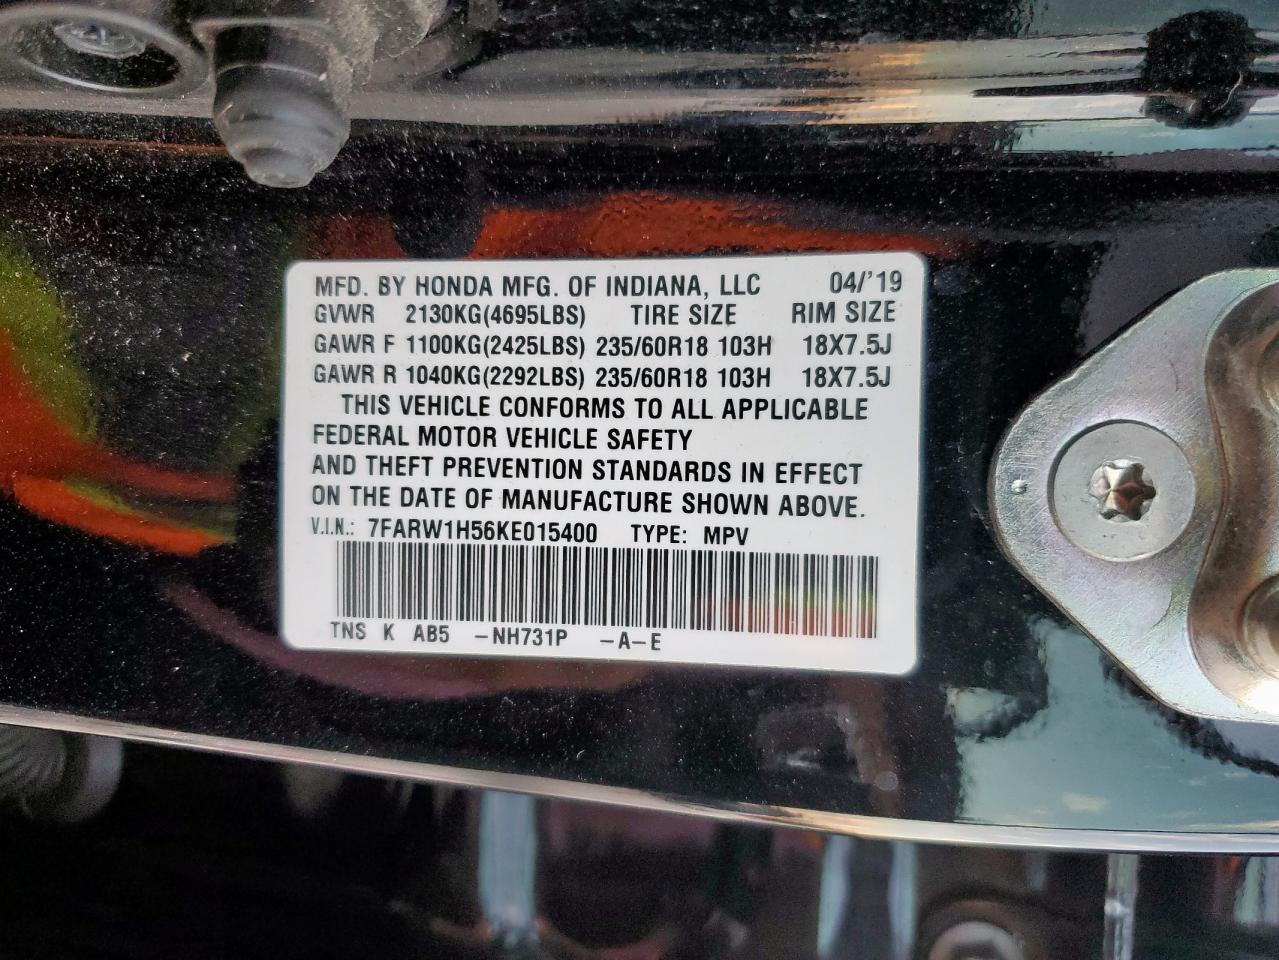 MFD. BY HONDA MFG. OF INDIANA, LLC 04/'19
GVWR 2130KG(4695LBS) TIRE SIZE RIM SIZE
GAWR F 1100KG(2425LBS) 235/60R18 103H 18X7.5J
GAWR R 1040KG(2292LBS) 235/60R18 103H 18X7.5J
THIS VEHICLE CONFORMS TO ALL APPLICABLE
FEDERAL MOTOR VEHICLE SAFETY
AND THEFT PREVENTION STANDARDS IN EFFECT
ON THE DATE OF MANUFACTURE SHOWN ABOVE.
V.I.N.: 7FARW1H56KE015400 TYPE: MPV
TNS K AB5 -NH731P -A-E